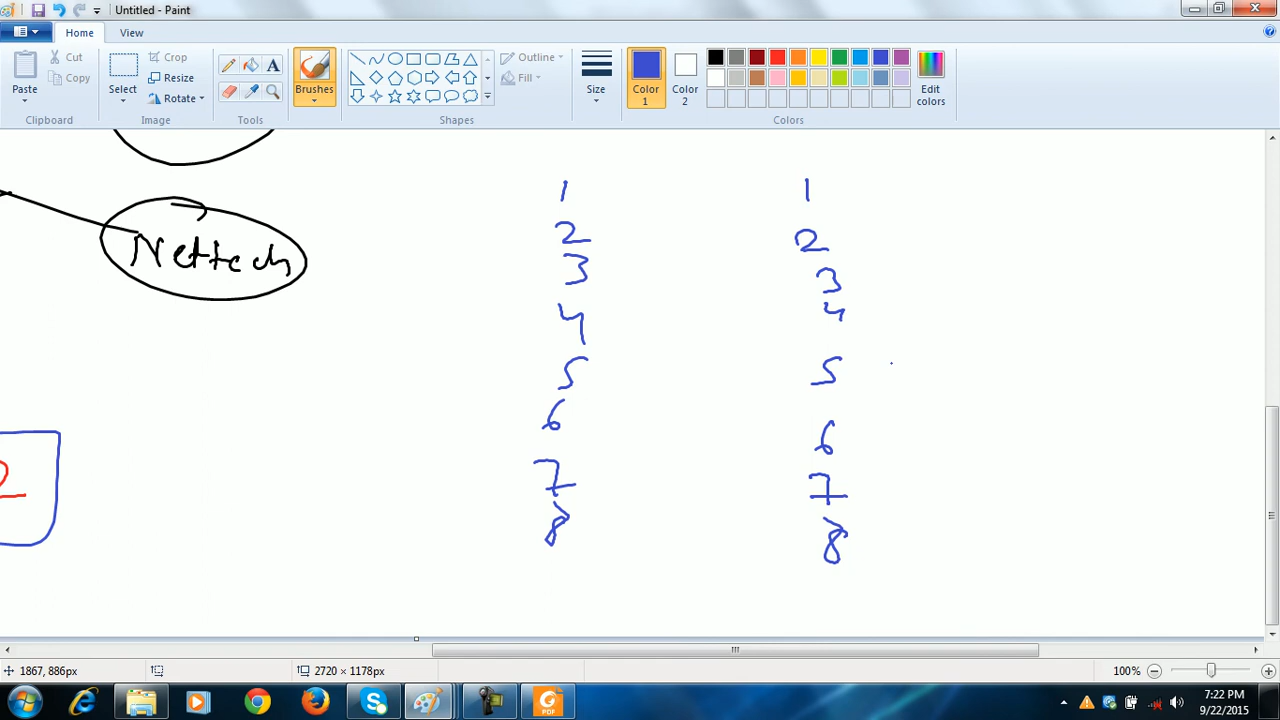 Untitled - Paint
Home View
Paste
Cut
Copy
Clipboard
Select
Crop
Resize
Rotate
Image
A
Tools
Brushes
Outline
Fill
Shapes
Size
Color 1
Color 2
Edit colors
Colors
1 1
2 2
Nettech
3 3
4 4
5 5
6 6
7 7
2
8 8
1867, 886px
2720 × 1178px
100%
PDF
7:22 PM
9/22/2015